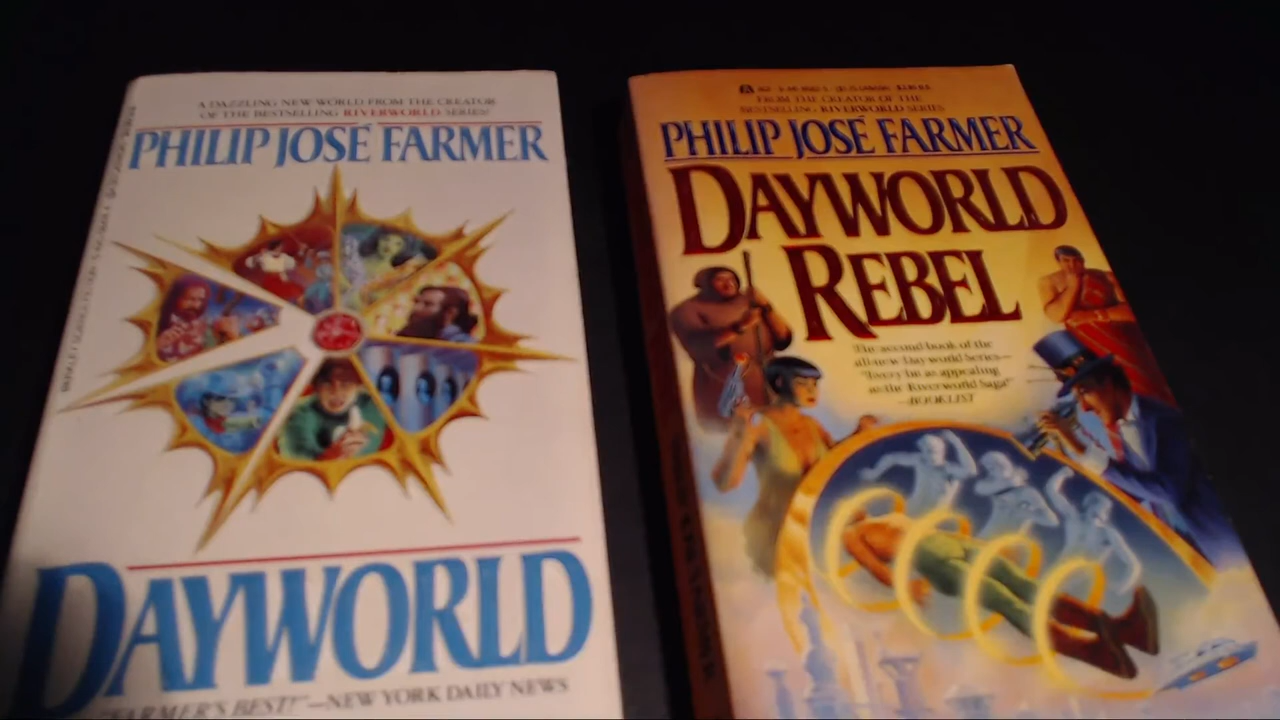 A DAZZLING NEW WORLD FROM THE CREATOR
OF THE BESTSELLING RIVERWORLD SERIES!
PHILIP JOSÉ FARMER
DAYWORLD
"FARMER'S BEST!"—NEW YORK DAILY NEWS
FROM THE CREATOR OF THE
BESTSELLING RIVERWORLD SERIES
PHILIP JOSÉ FARMER
DAYWORLD
REBEL
The second book of the
all-new Dayworld Series—
"Every bit as appealing
as the Riverworld Saga!"
—BOOKLIST